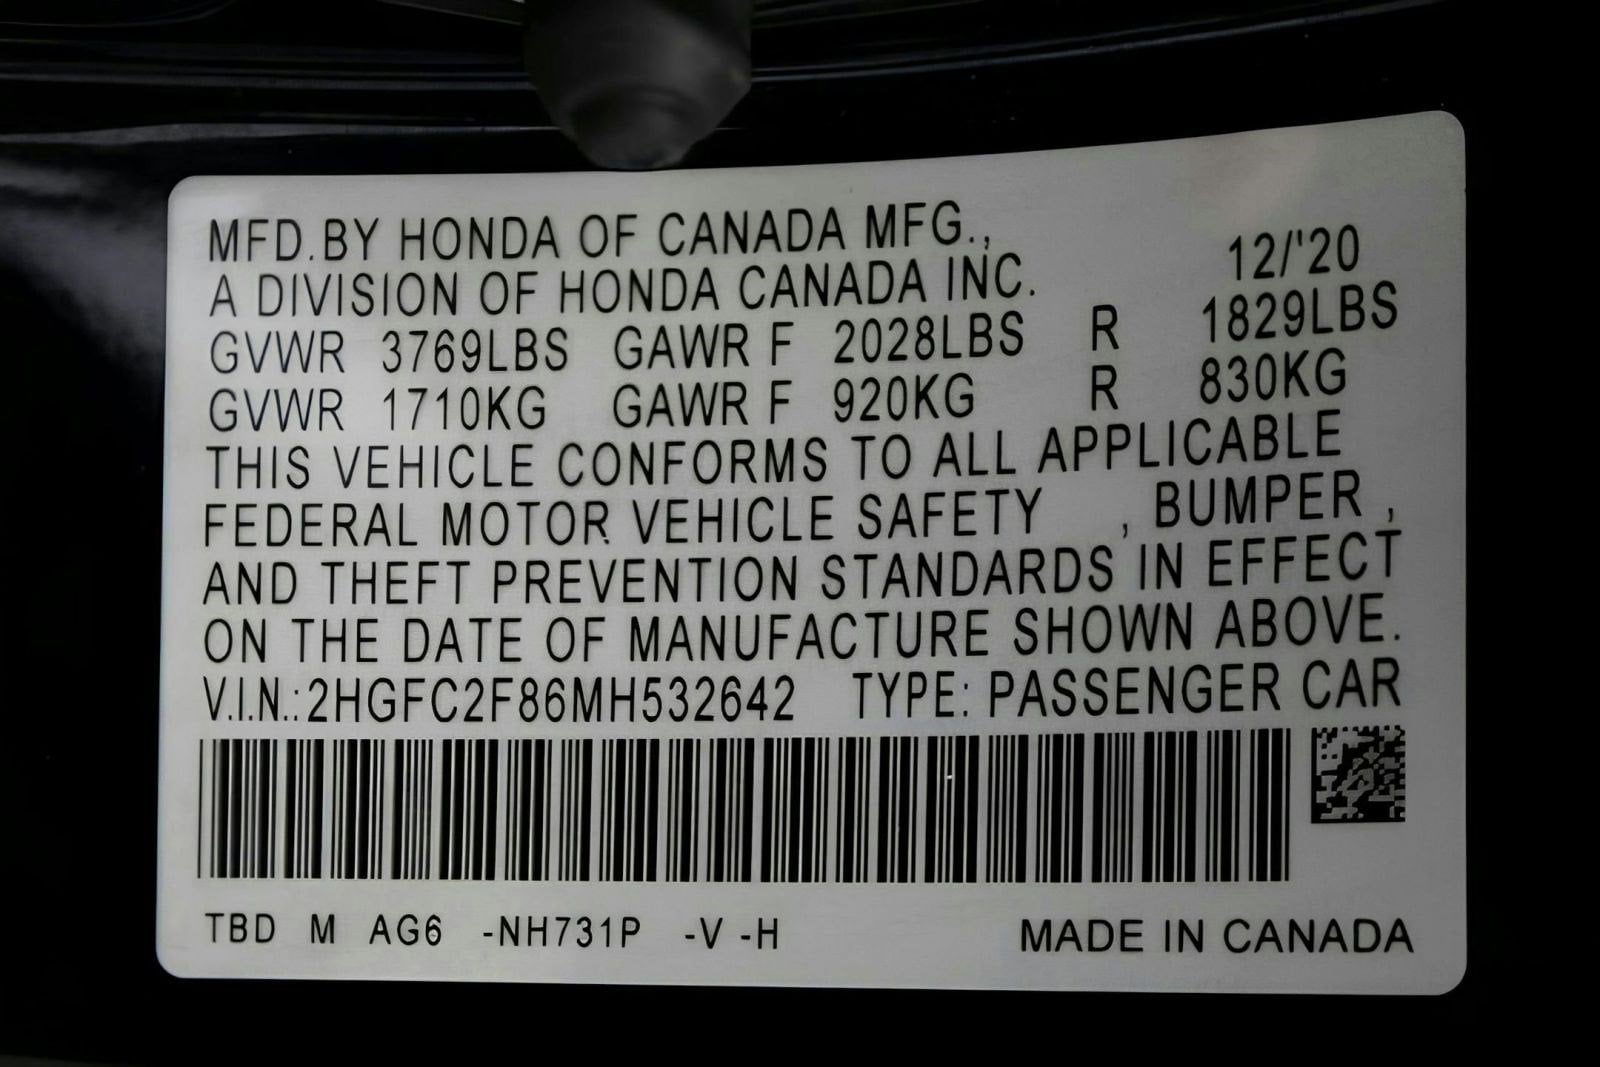 MFD.BY HONDA OF CANADA MFG.,
A DIVISION OF HONDA CANADA INC. 12/'20
GVWR 3769LBS GAWR F 2028LBS R 1829LBS
GVWR 1710KG GAWR F 920KG R 830KG
THIS VEHICLE CONFORMS TO ALL APPLICABLE
FEDERAL MOTOR VEHICLE SAFETY , BUMPER ,
AND THEFT PREVENTION STANDARDS IN EFFECT
ON THE DATE OF MANUFACTURE SHOWN ABOVE.
V.I.N.:2HGFC2F86MH532642 TYPE: PASSENGER CAR
TBD M AG6 -NH731P -V -H MADE IN CANADA